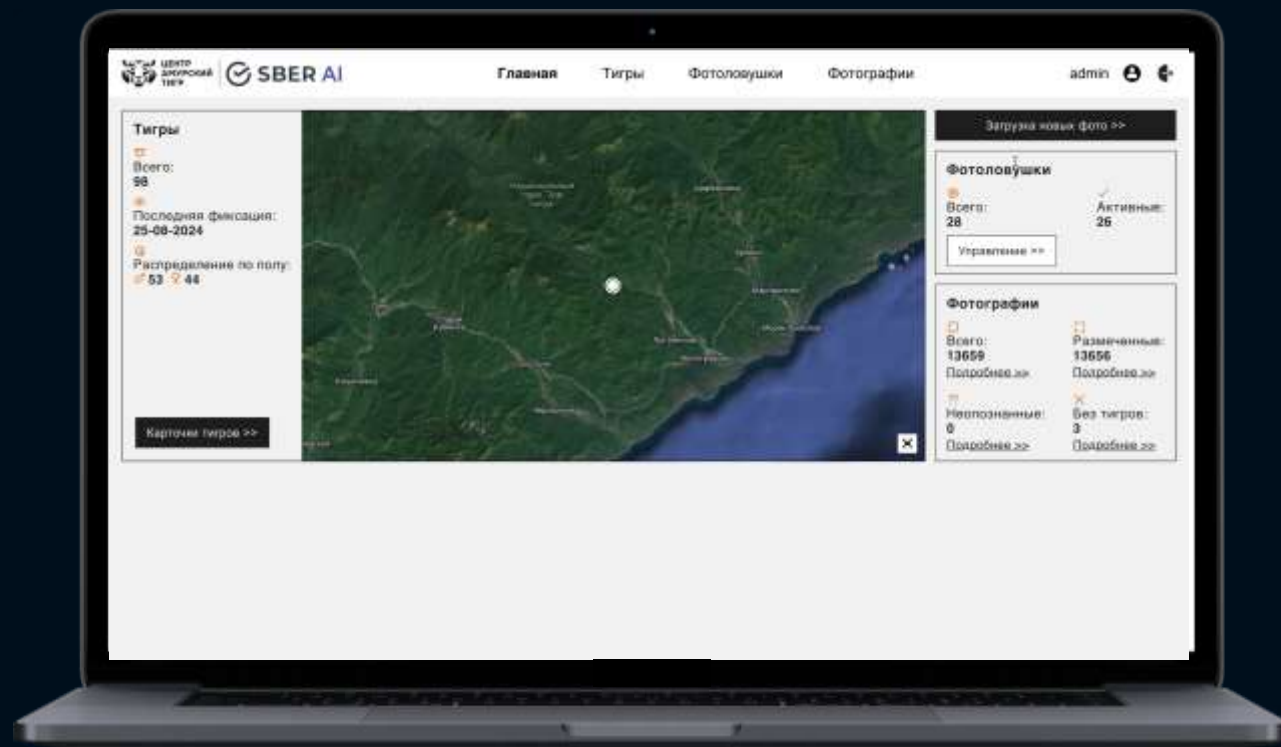 ЦЕНТР
АМУРСКИЙ
ТИГР
SBER AI
Главная
Тигры
Фотоловушки
Фотографии
admin
Тигры
Всего:
98
Последняя фиксация:
25-08-2024
Распределение по полу:
53 44
Карточки тигров >>
Загрузка новых фото >>
Фотоловушки
Всего:
28
Активные:
26
Управление >>
Фотографии
Всего:
13659
Подробнее >>
Размеченные:
13656
Подробнее >>
Неопознанные:
0
Подробнее >>
Без тигров:
3
Подробнее >>